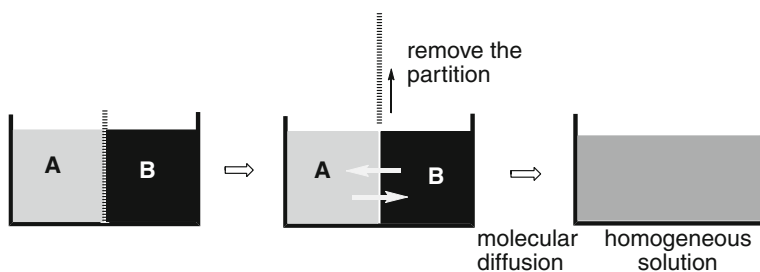 remove the
partition
A
B
A
B
molecular
diffusion
homogeneous
solution